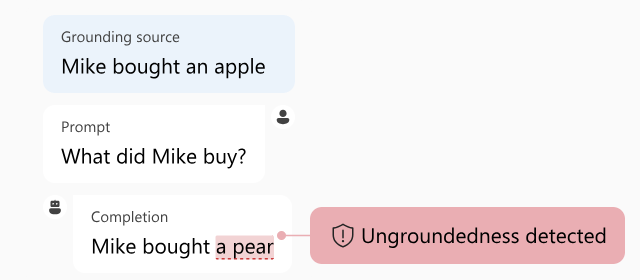 Grounding source
Mike bought an apple
Prompt
What did Mike buy?
Completion
Mike bought a pear
Ungroundedness detected